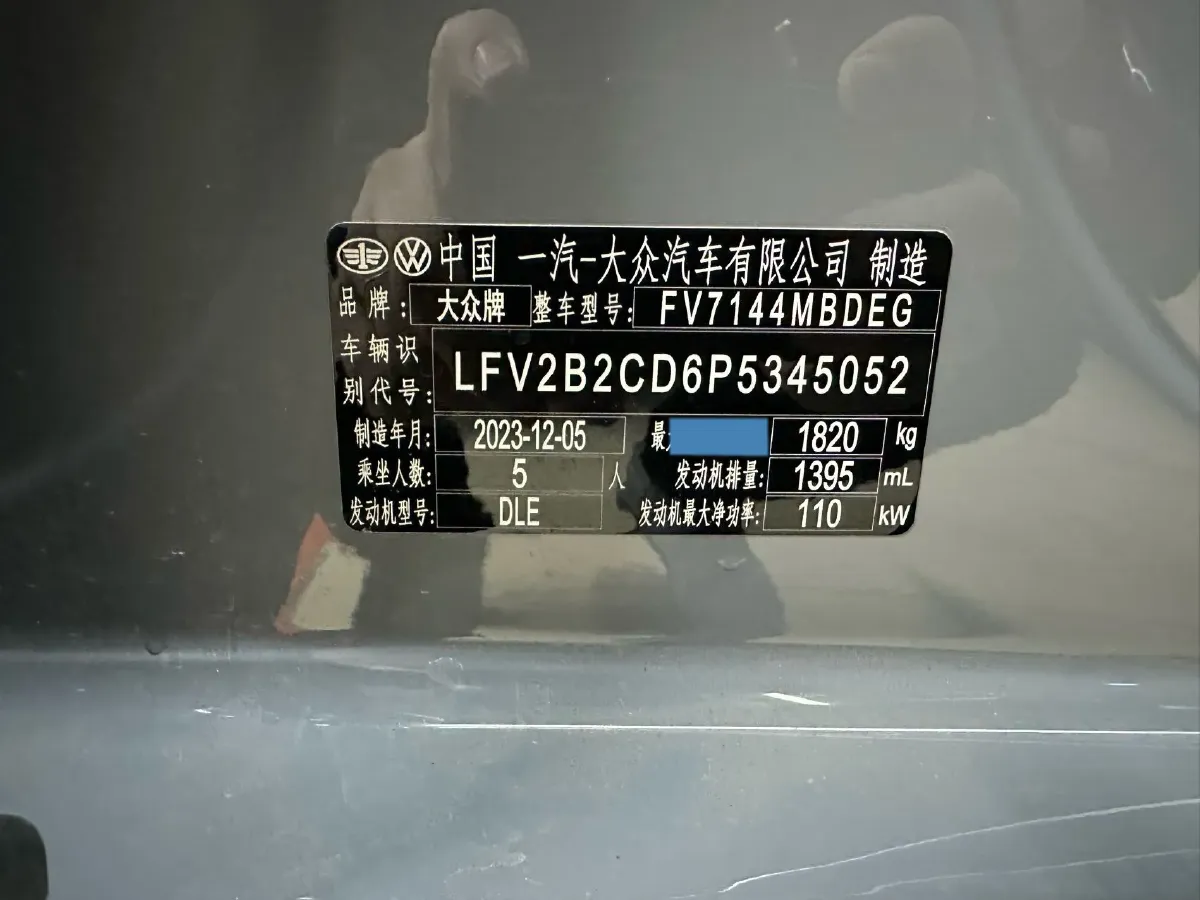 中国 一汽-大众汽车有限公司 制造
品牌: 大众牌 整车型号: FV7144MBDEG
车辆识别代号: LFV2B2CD6P5345052
制造年月: 2023-12-05 最 1820 kg
乘坐人数: 5 人 发动机排量: 1395 mL
发动机型号: DLE 发动机最大净功率: 110 kW